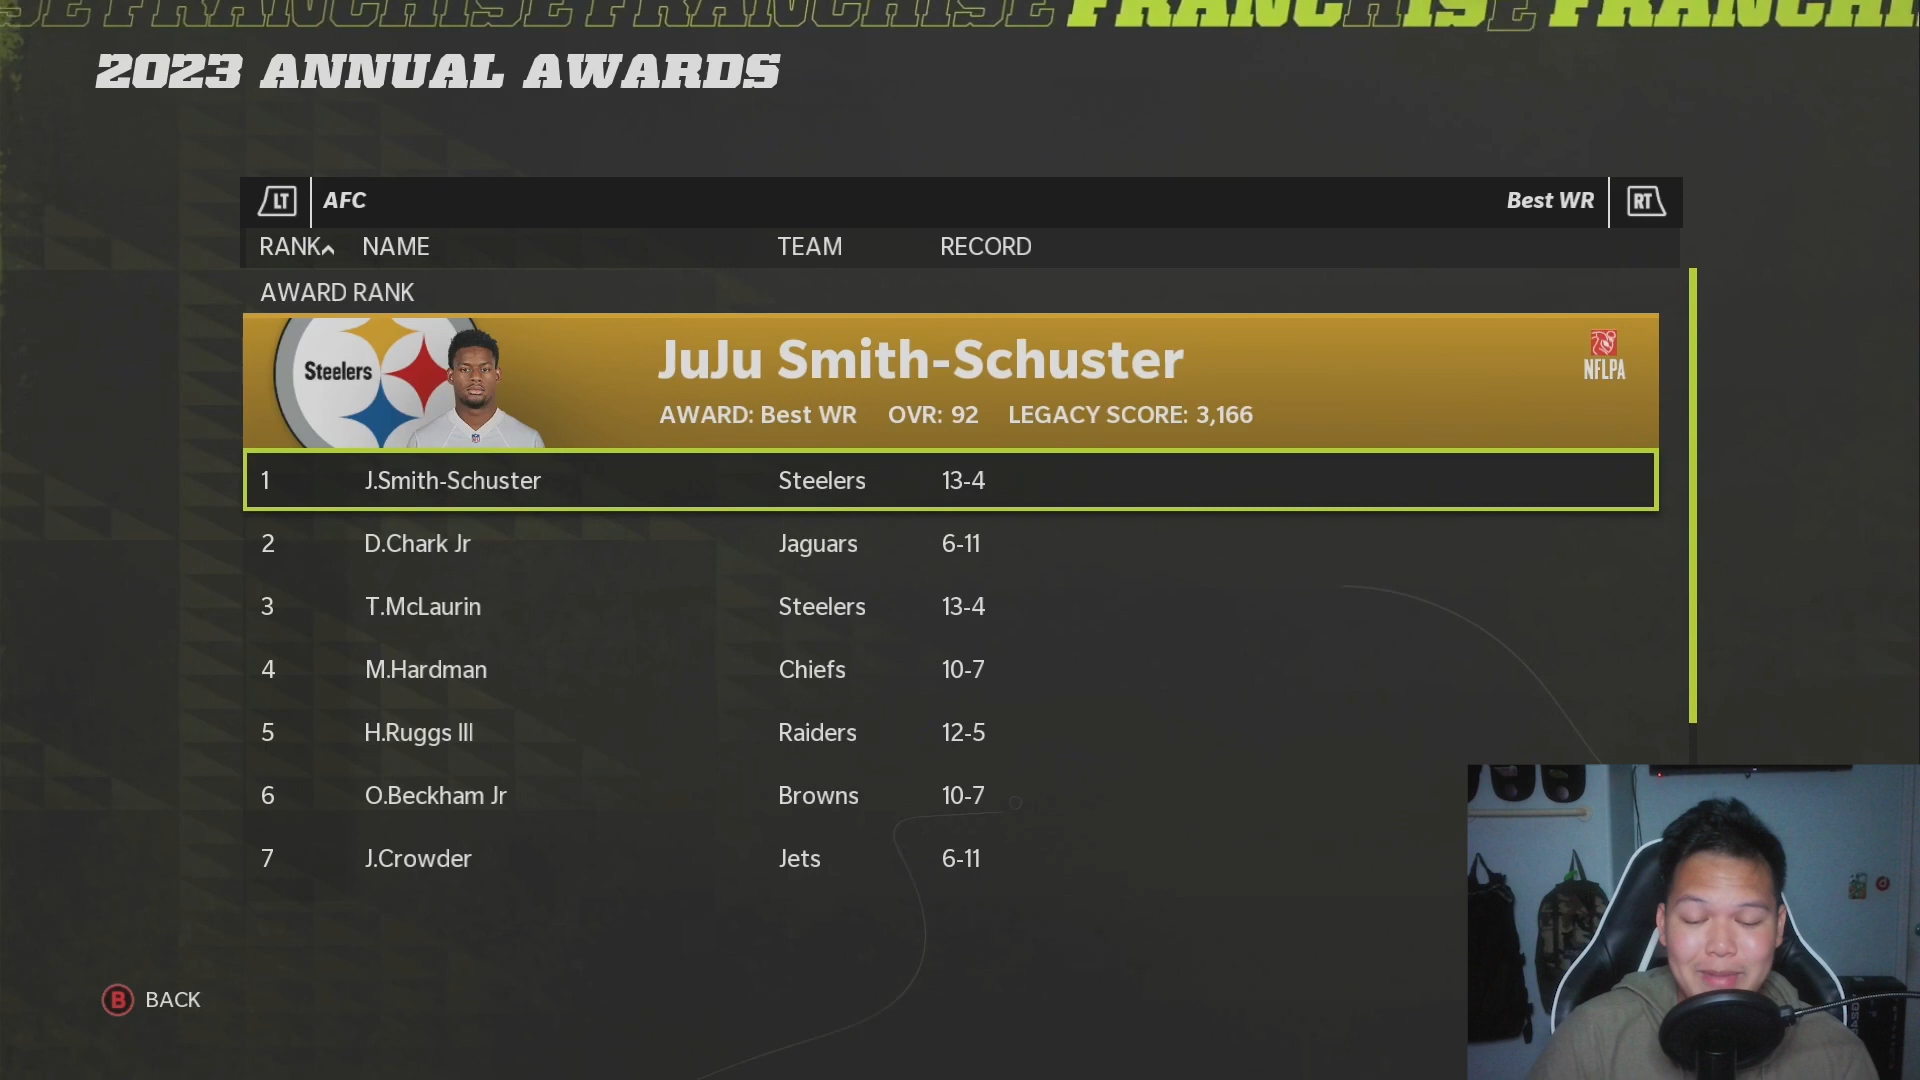 FRANCHISE FRANCHISE FRANCHISE FRANCHI
2023 ANNUAL AWARDS
LT AFC Best WR RT
RANK NAME TEAM RECORD
AWARD RANK
Steelers
JuJu Smith-Schuster
NFLPA
AWARD: Best WR OVR: 92 LEGACY SCORE: 3,166
1 J.Smith-Schuster Steelers 13-4
2 D.Chark Jr Jaguars 6-11
3 T.McLaurin Steelers 13-4
4 M.Hardman Chiefs 10-7
5 H.Ruggs III Raiders 12-5
6 O.Beckham Jr Browns 10-7
7 J.Crowder Jets 6-11
B BACK